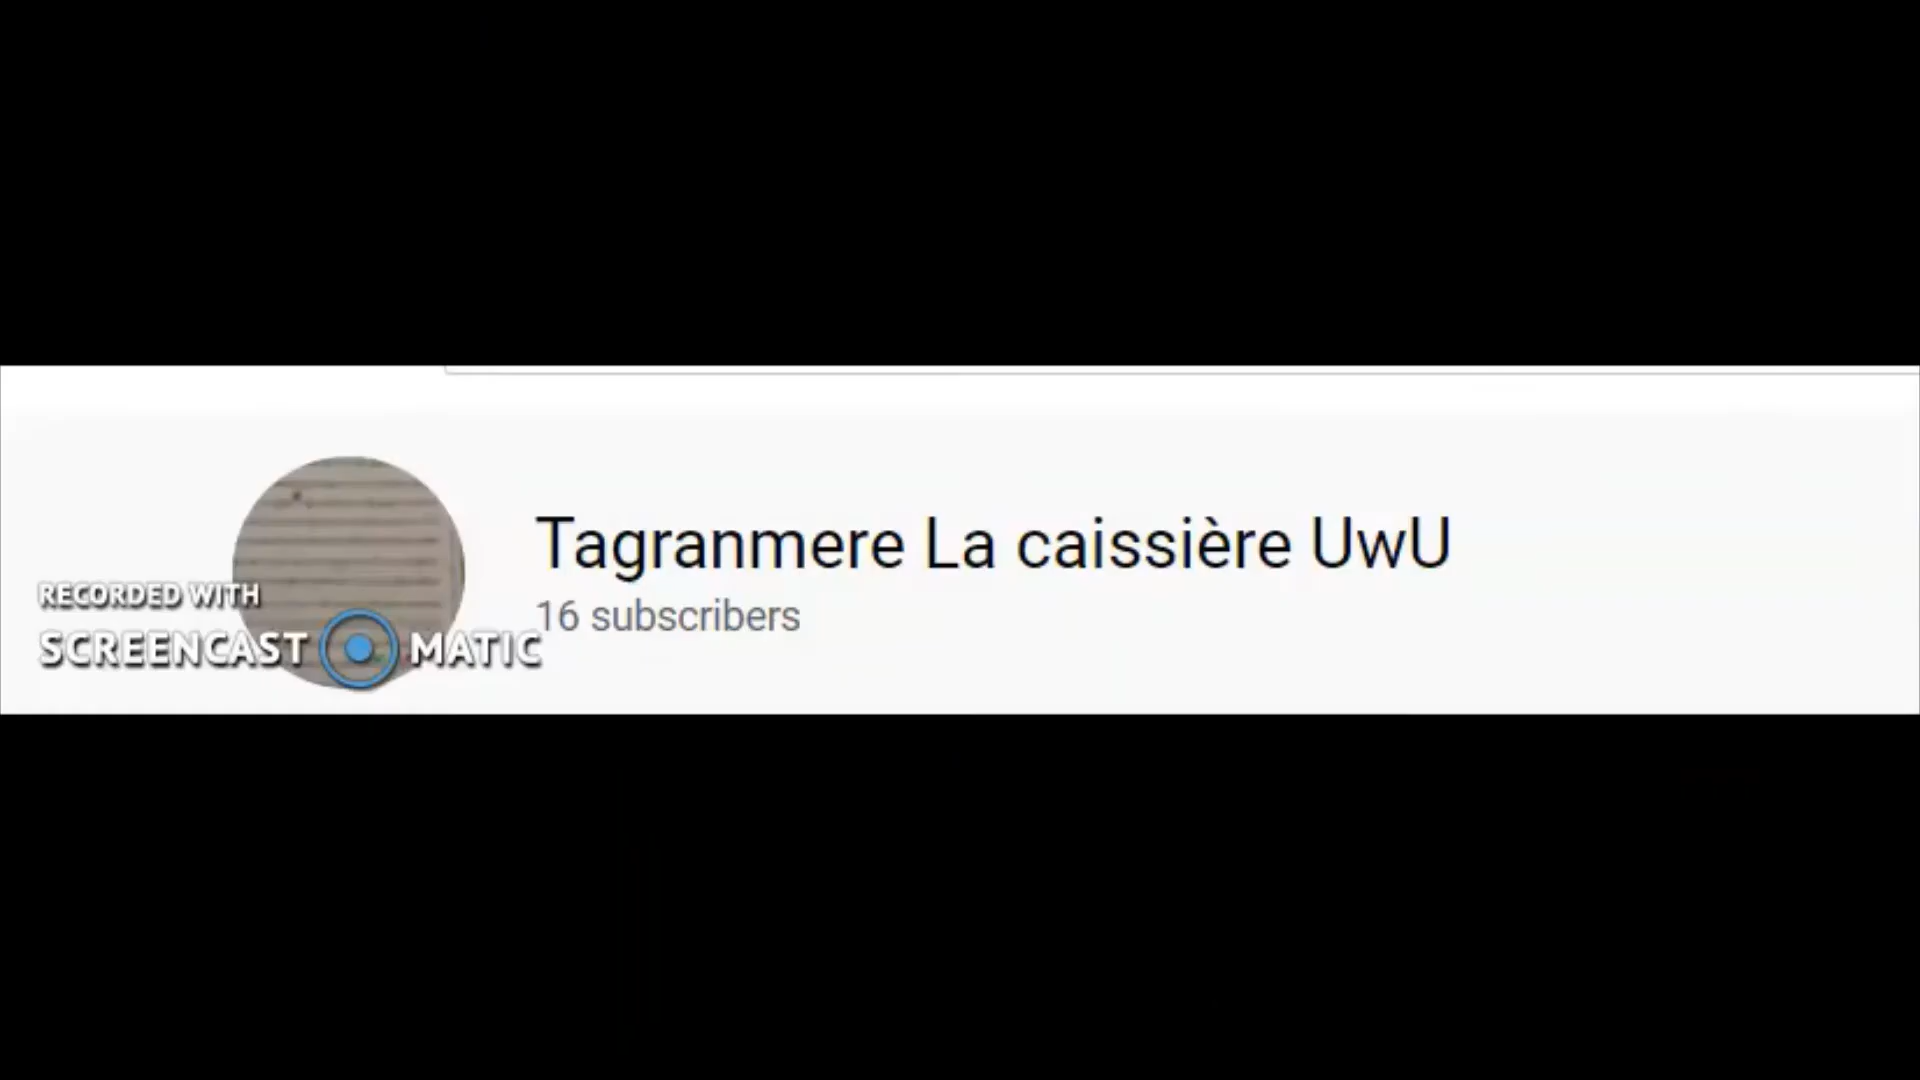 Tagranmere La caissière UwU
16 subscribers
RECORDED WITH
SCREENCAST MATIC